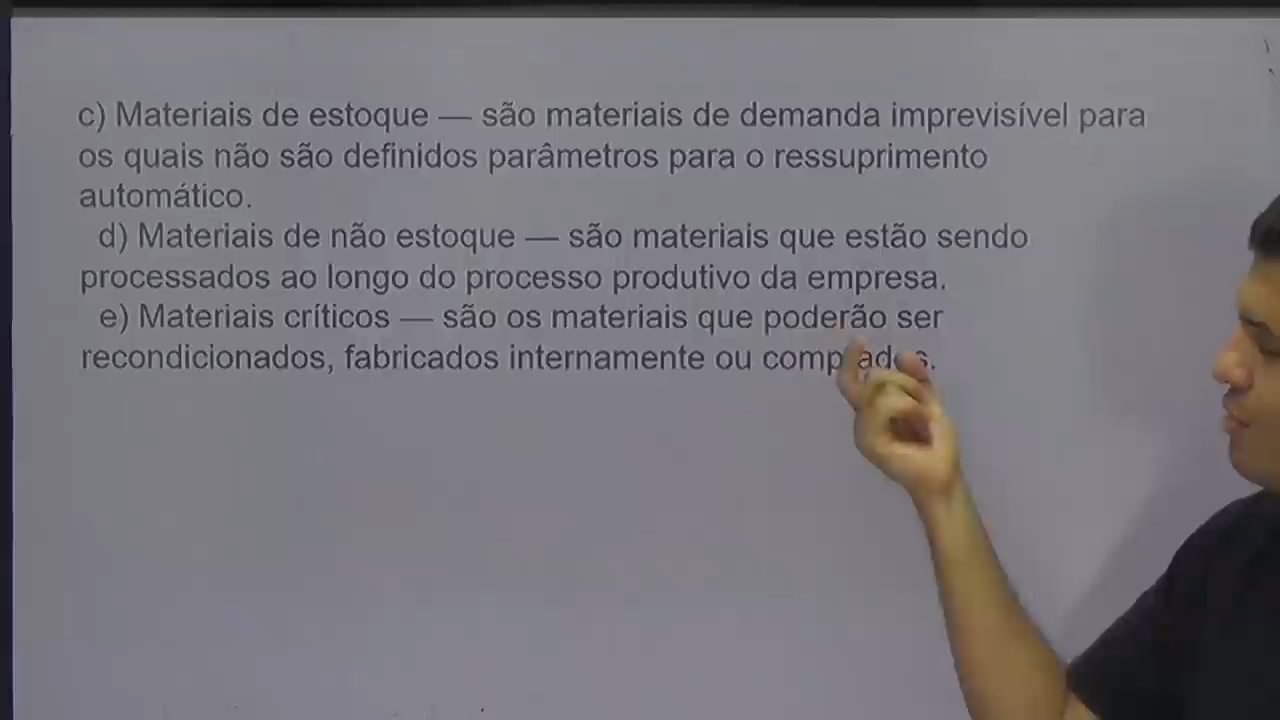 c) Materiais de estoque — são materiais de demanda imprevisível para
os quais não são definidos parâmetros para o ressuprimento
automático.
d) Materiais de não estoque — são materiais que estão sendo
processados ao longo do processo produtivo da empresa.
e) Materiais críticos — são os materiais que poderão ser
recondicionados, fabricados internamente ou comprados.